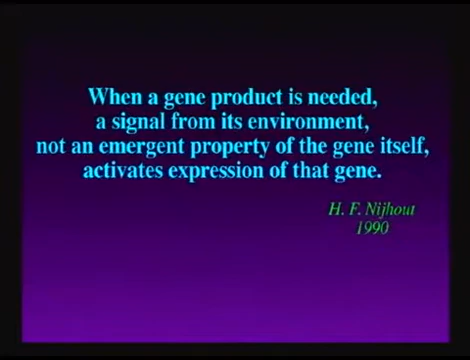 When a gene product is needed,
a signal from its environment,
not an emergent property of the gene itself,
activates expression of that gene.
H. F. Nijhout
1990